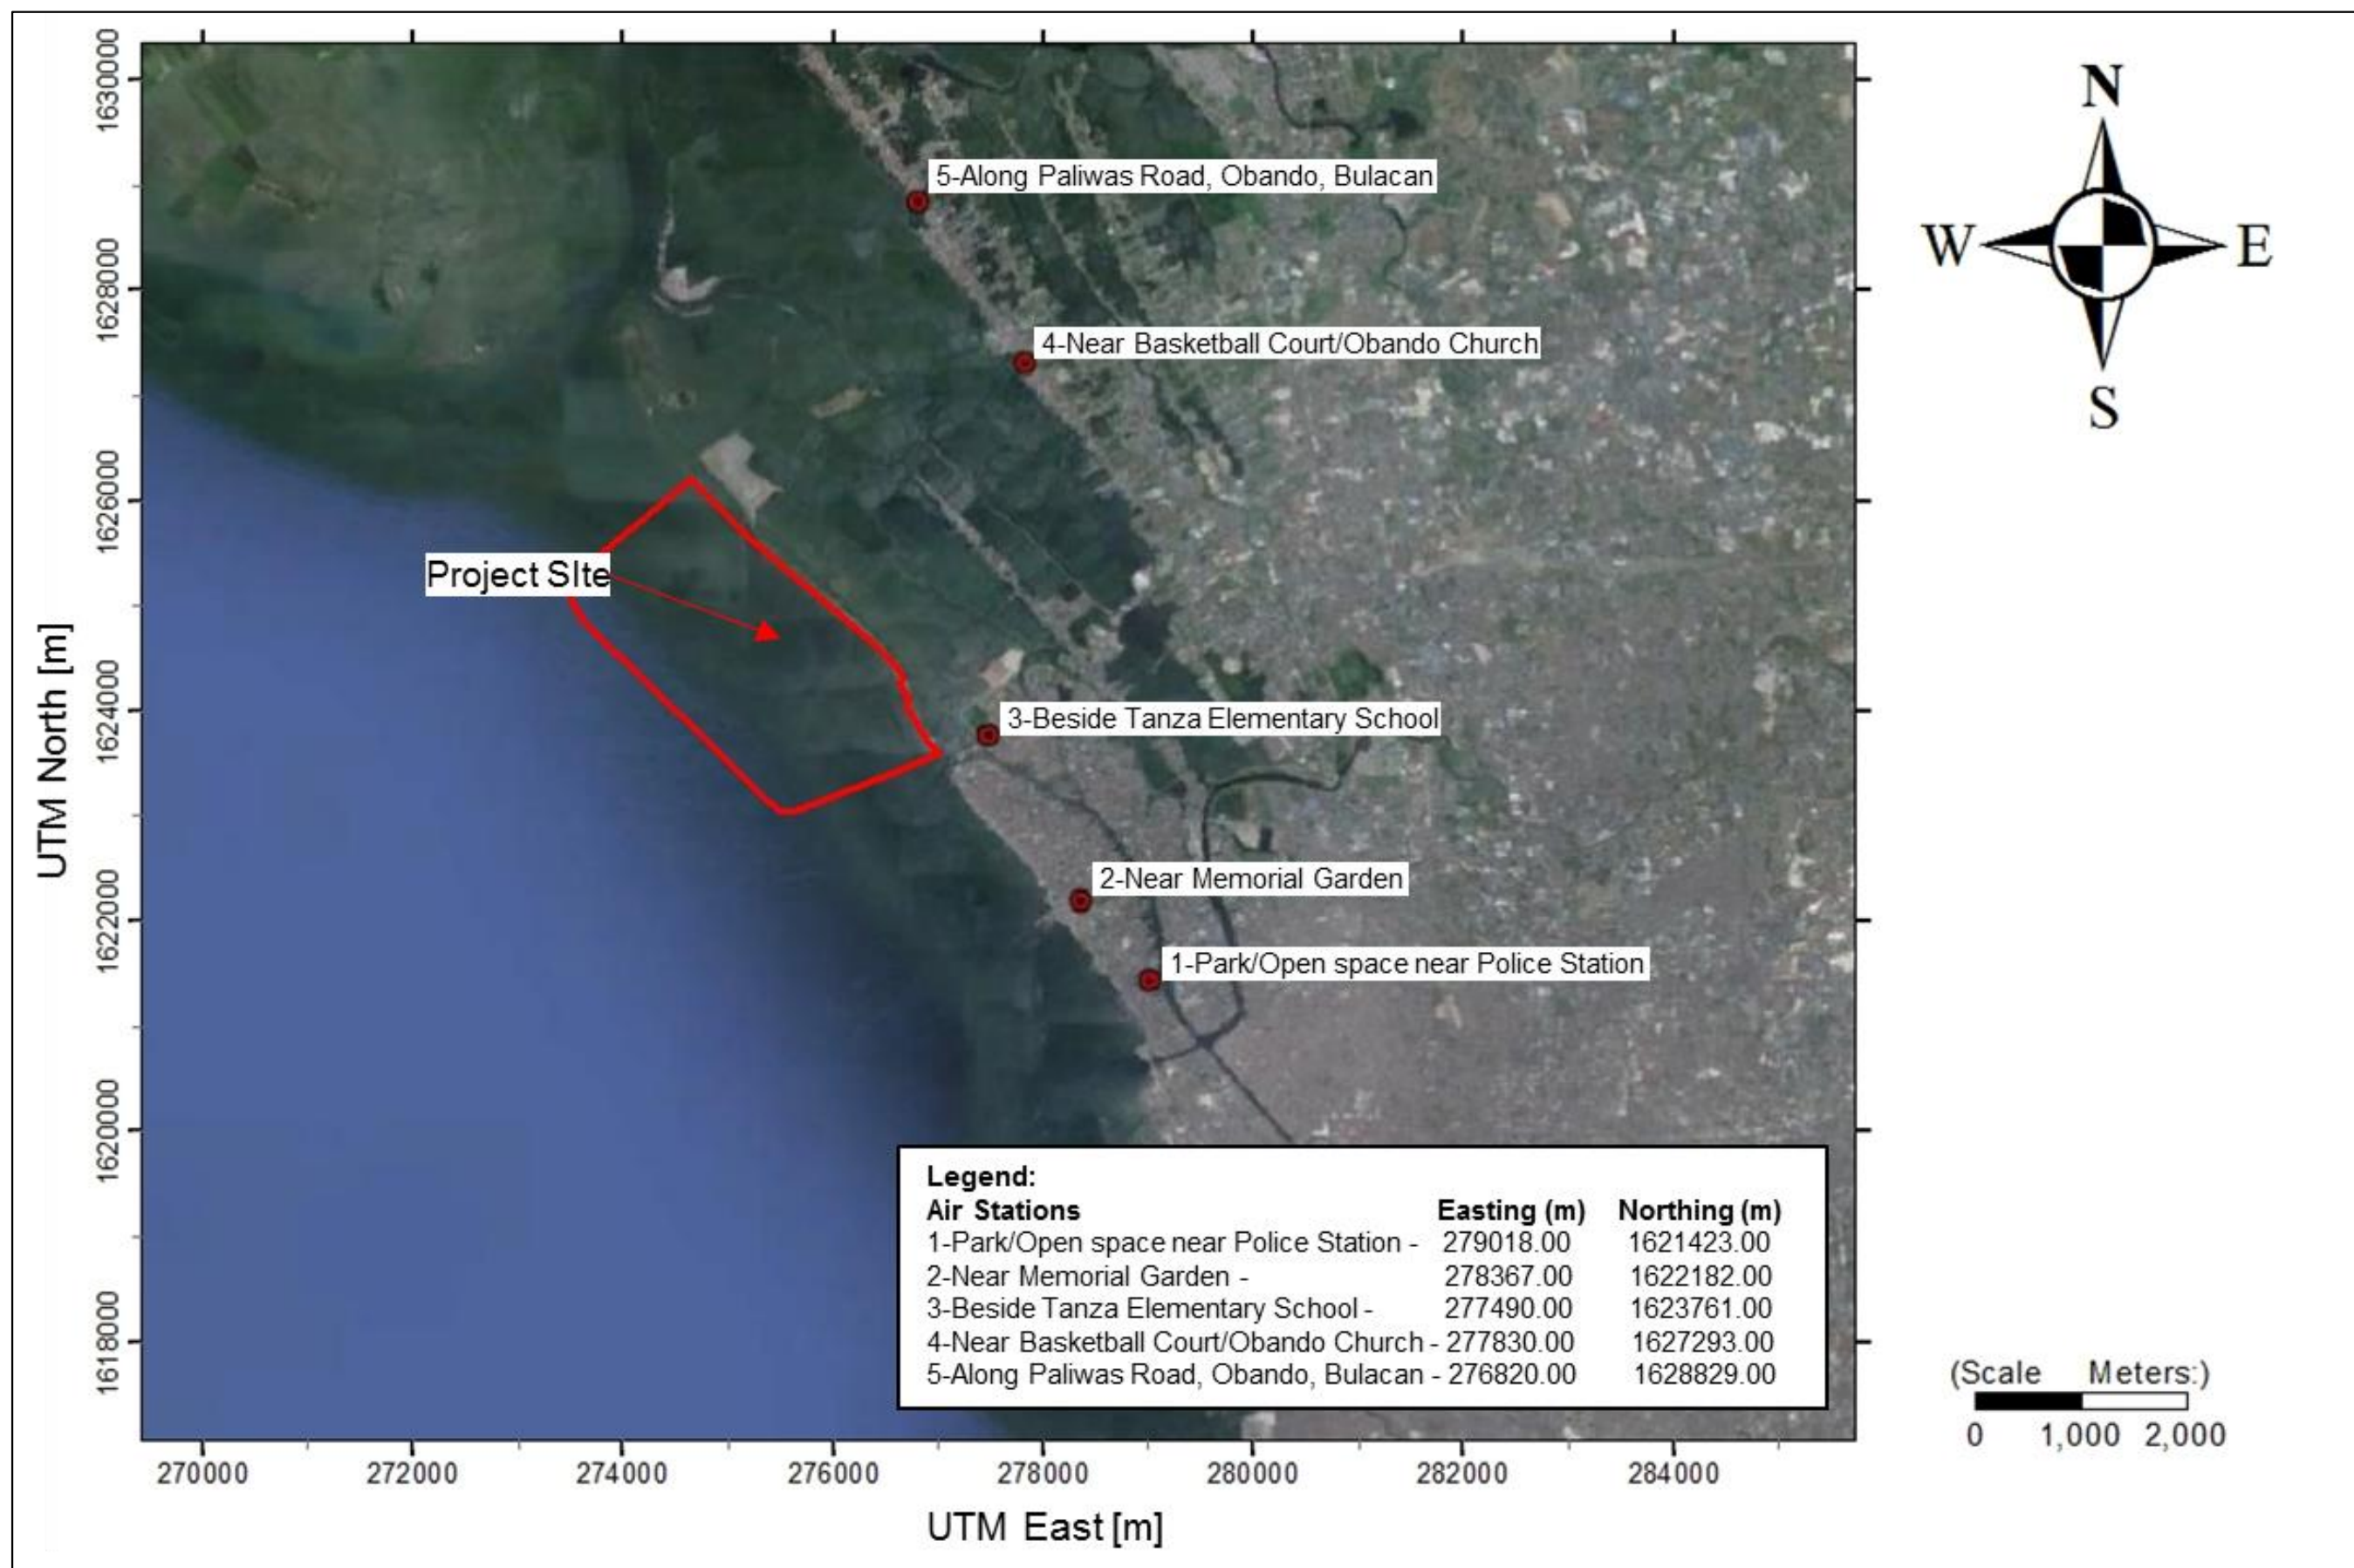 N
W
E
S
5-Along Paliwas Road, Obando, Bulacan
4-Near Basketball Court/Obando Church
Project SIte
3-Beside Tanza Elementary School
2-Near Memorial Garden
1-Park/Open space near Police Station
UTM North [m]
1630000
1628000
1626000
1624000
1622000
1620000
1618000
Legend:
Air Stations Easting (m) Northing (m)
1-Park/Open space near Police Station - 279018.00 1621423.00
2-Near Memorial Garden - 278367.00 1622182.00
3-Beside Tanza Elementary School - 277490.00 1623761.00
4-Near Basketball Court/Obando Church - 277830.00 1627293.00
5-Along Paliwas Road, Obando, Bulacan - 276820.00 1628829.00
(Scale Meters:)
0 1,000 2,000
270000 272000 274000 276000 278000 280000 282000 284000
UTM East [m]